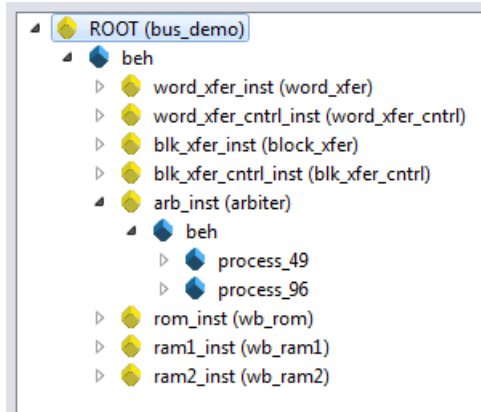 ROOT (bus_demo)
beh
word_xfer_inst (word_xfer)
word_xfer_cntrl_inst (word_xfer_cntrl)
blk_xfer_inst (block_xfer)
blk_xfer_cntrl_inst (blk_xfer_cntrl)
arb_inst (arbiter)
beh
process_49
process_96
rom_inst (wb_rom)
ram1_inst (wb_ram1)
ram2_inst (wb_ram2)